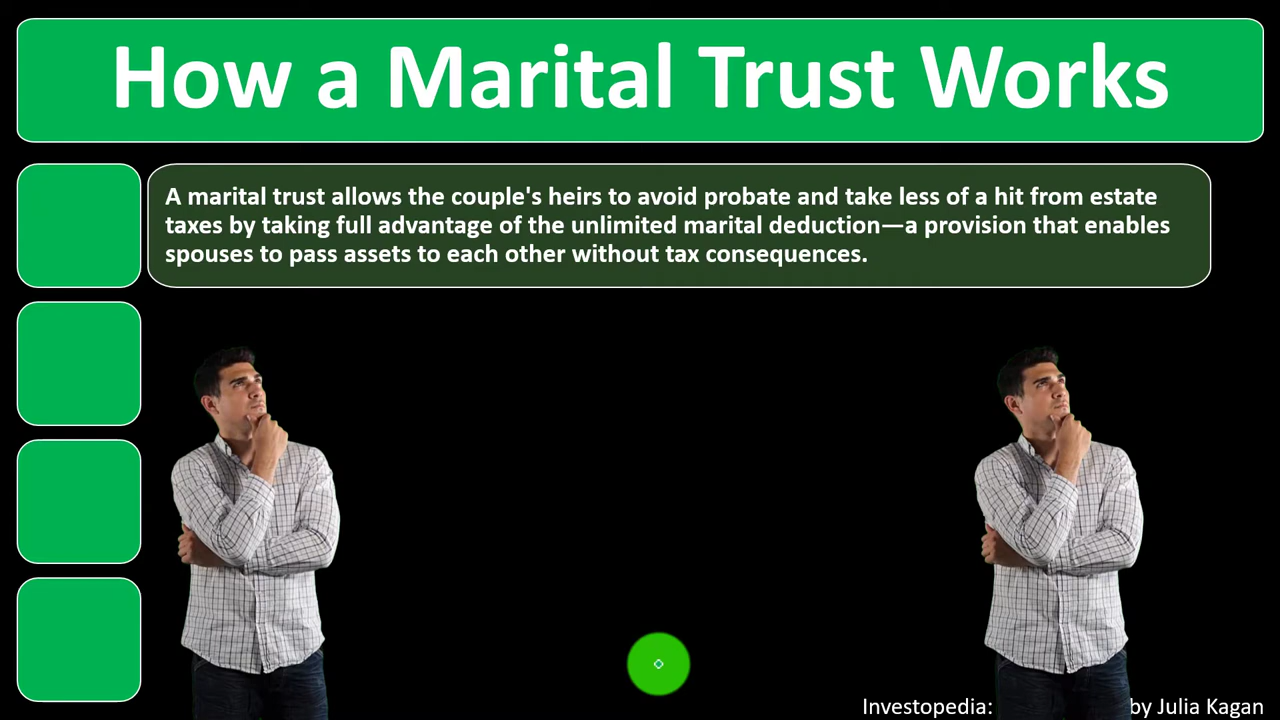 How a Marital Trust Works
A marital trust allows the couple's heirs to avoid probate and take less of a hit from estate
taxes by taking full advantage of the unlimited marital deduction—a provision that enables
spouses to pass assets to each other without tax consequences.
Investopedia: by Julia Kagan